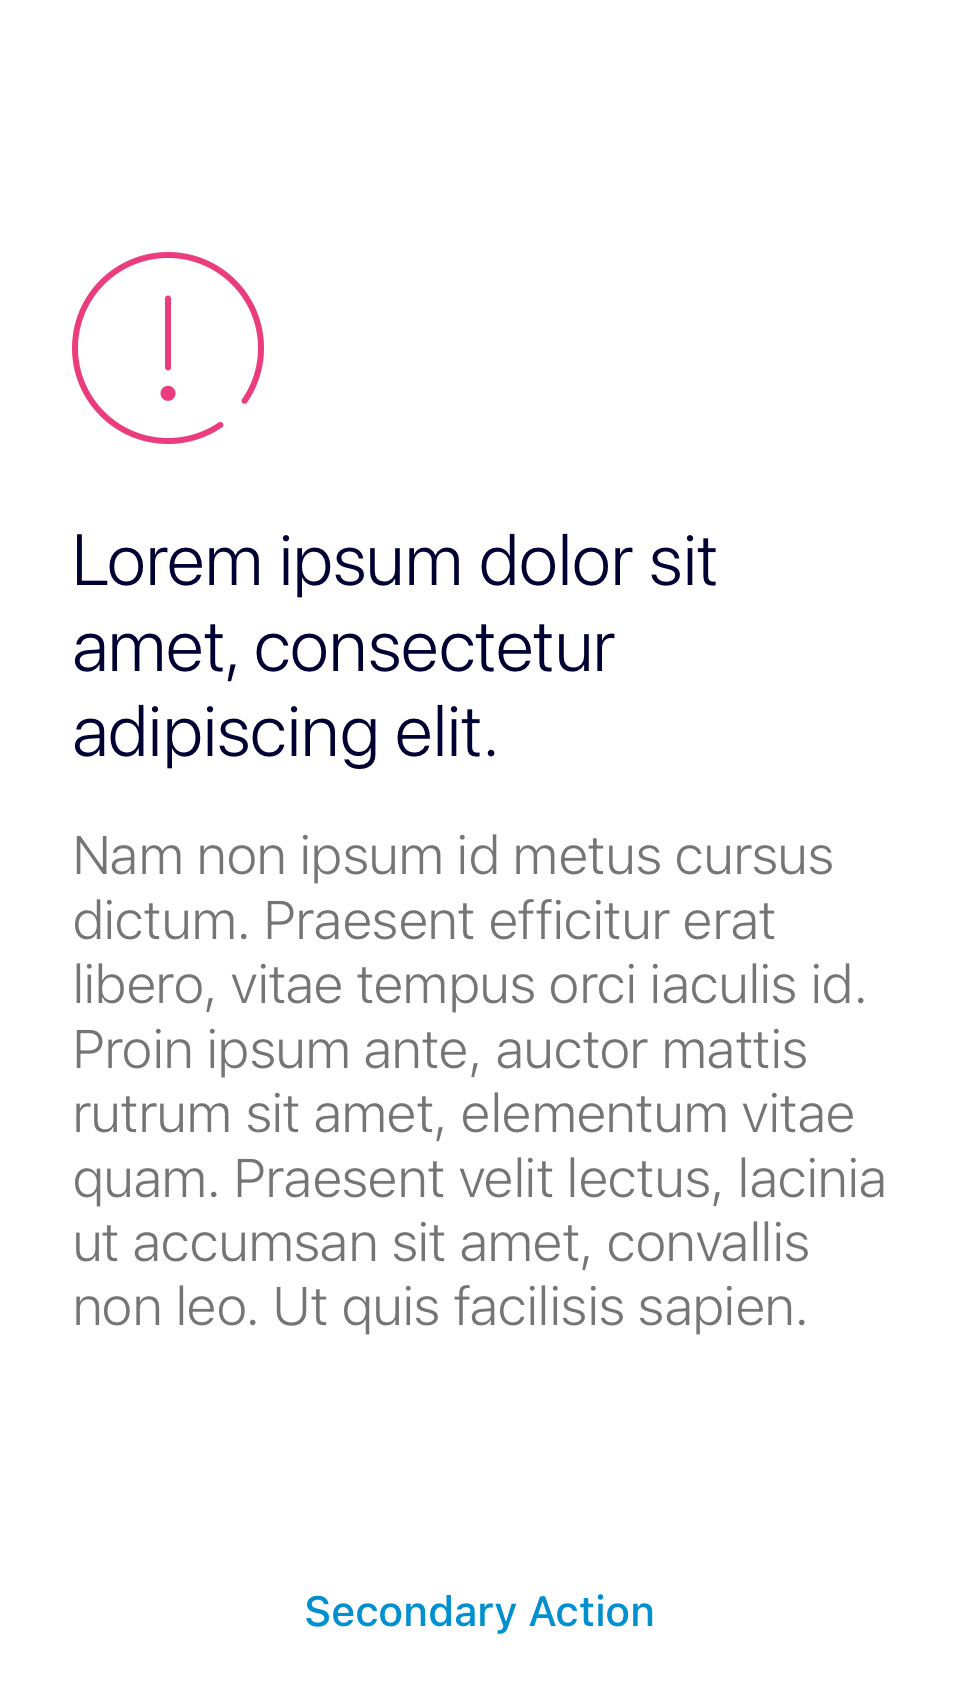 Lorem ipsum dolor sit
amet, consectetur
adipiscing elit.
Nam non ipsum id metus cursus
dictum. Praesent efficitur erat
libero, vitae tempus orci iaculis id.
Proin ipsum ante, auctor mattis
rutrum sit amet, elementum vitae
quam. Praesent velit lectus, lacinia
ut accumsan sit amet, convallis
non leo. Ut quis facilisis sapien.
Secondary Action